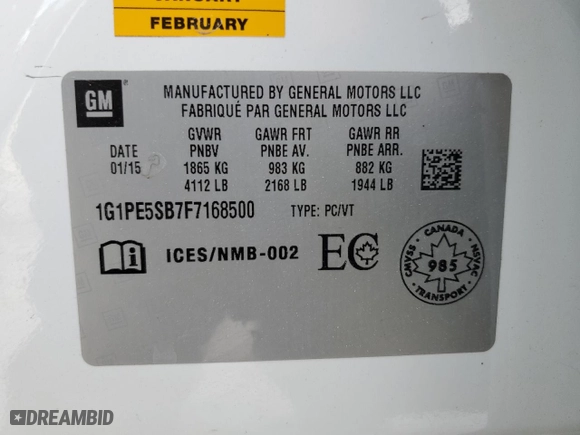 FEBRUARY
GM
MANUFACTURED BY GENERAL MOTORS LLC
FABRIQUÉ PAR GENERAL MOTORS LLC
GVWR GAWR FRT GAWR RR
DATE PNBV PNBE AV. PNBE ARR.
01/15 1865 KG 983 KG 882 KG
4112 LB 2168 LB 1944 LB
1G1PE5SB7F7168500 TYPE: PC/VT
ICES/NMB-002 EC
CANADA
CMVSS 985 NSVAC
TRANSPORT
DREAMBID